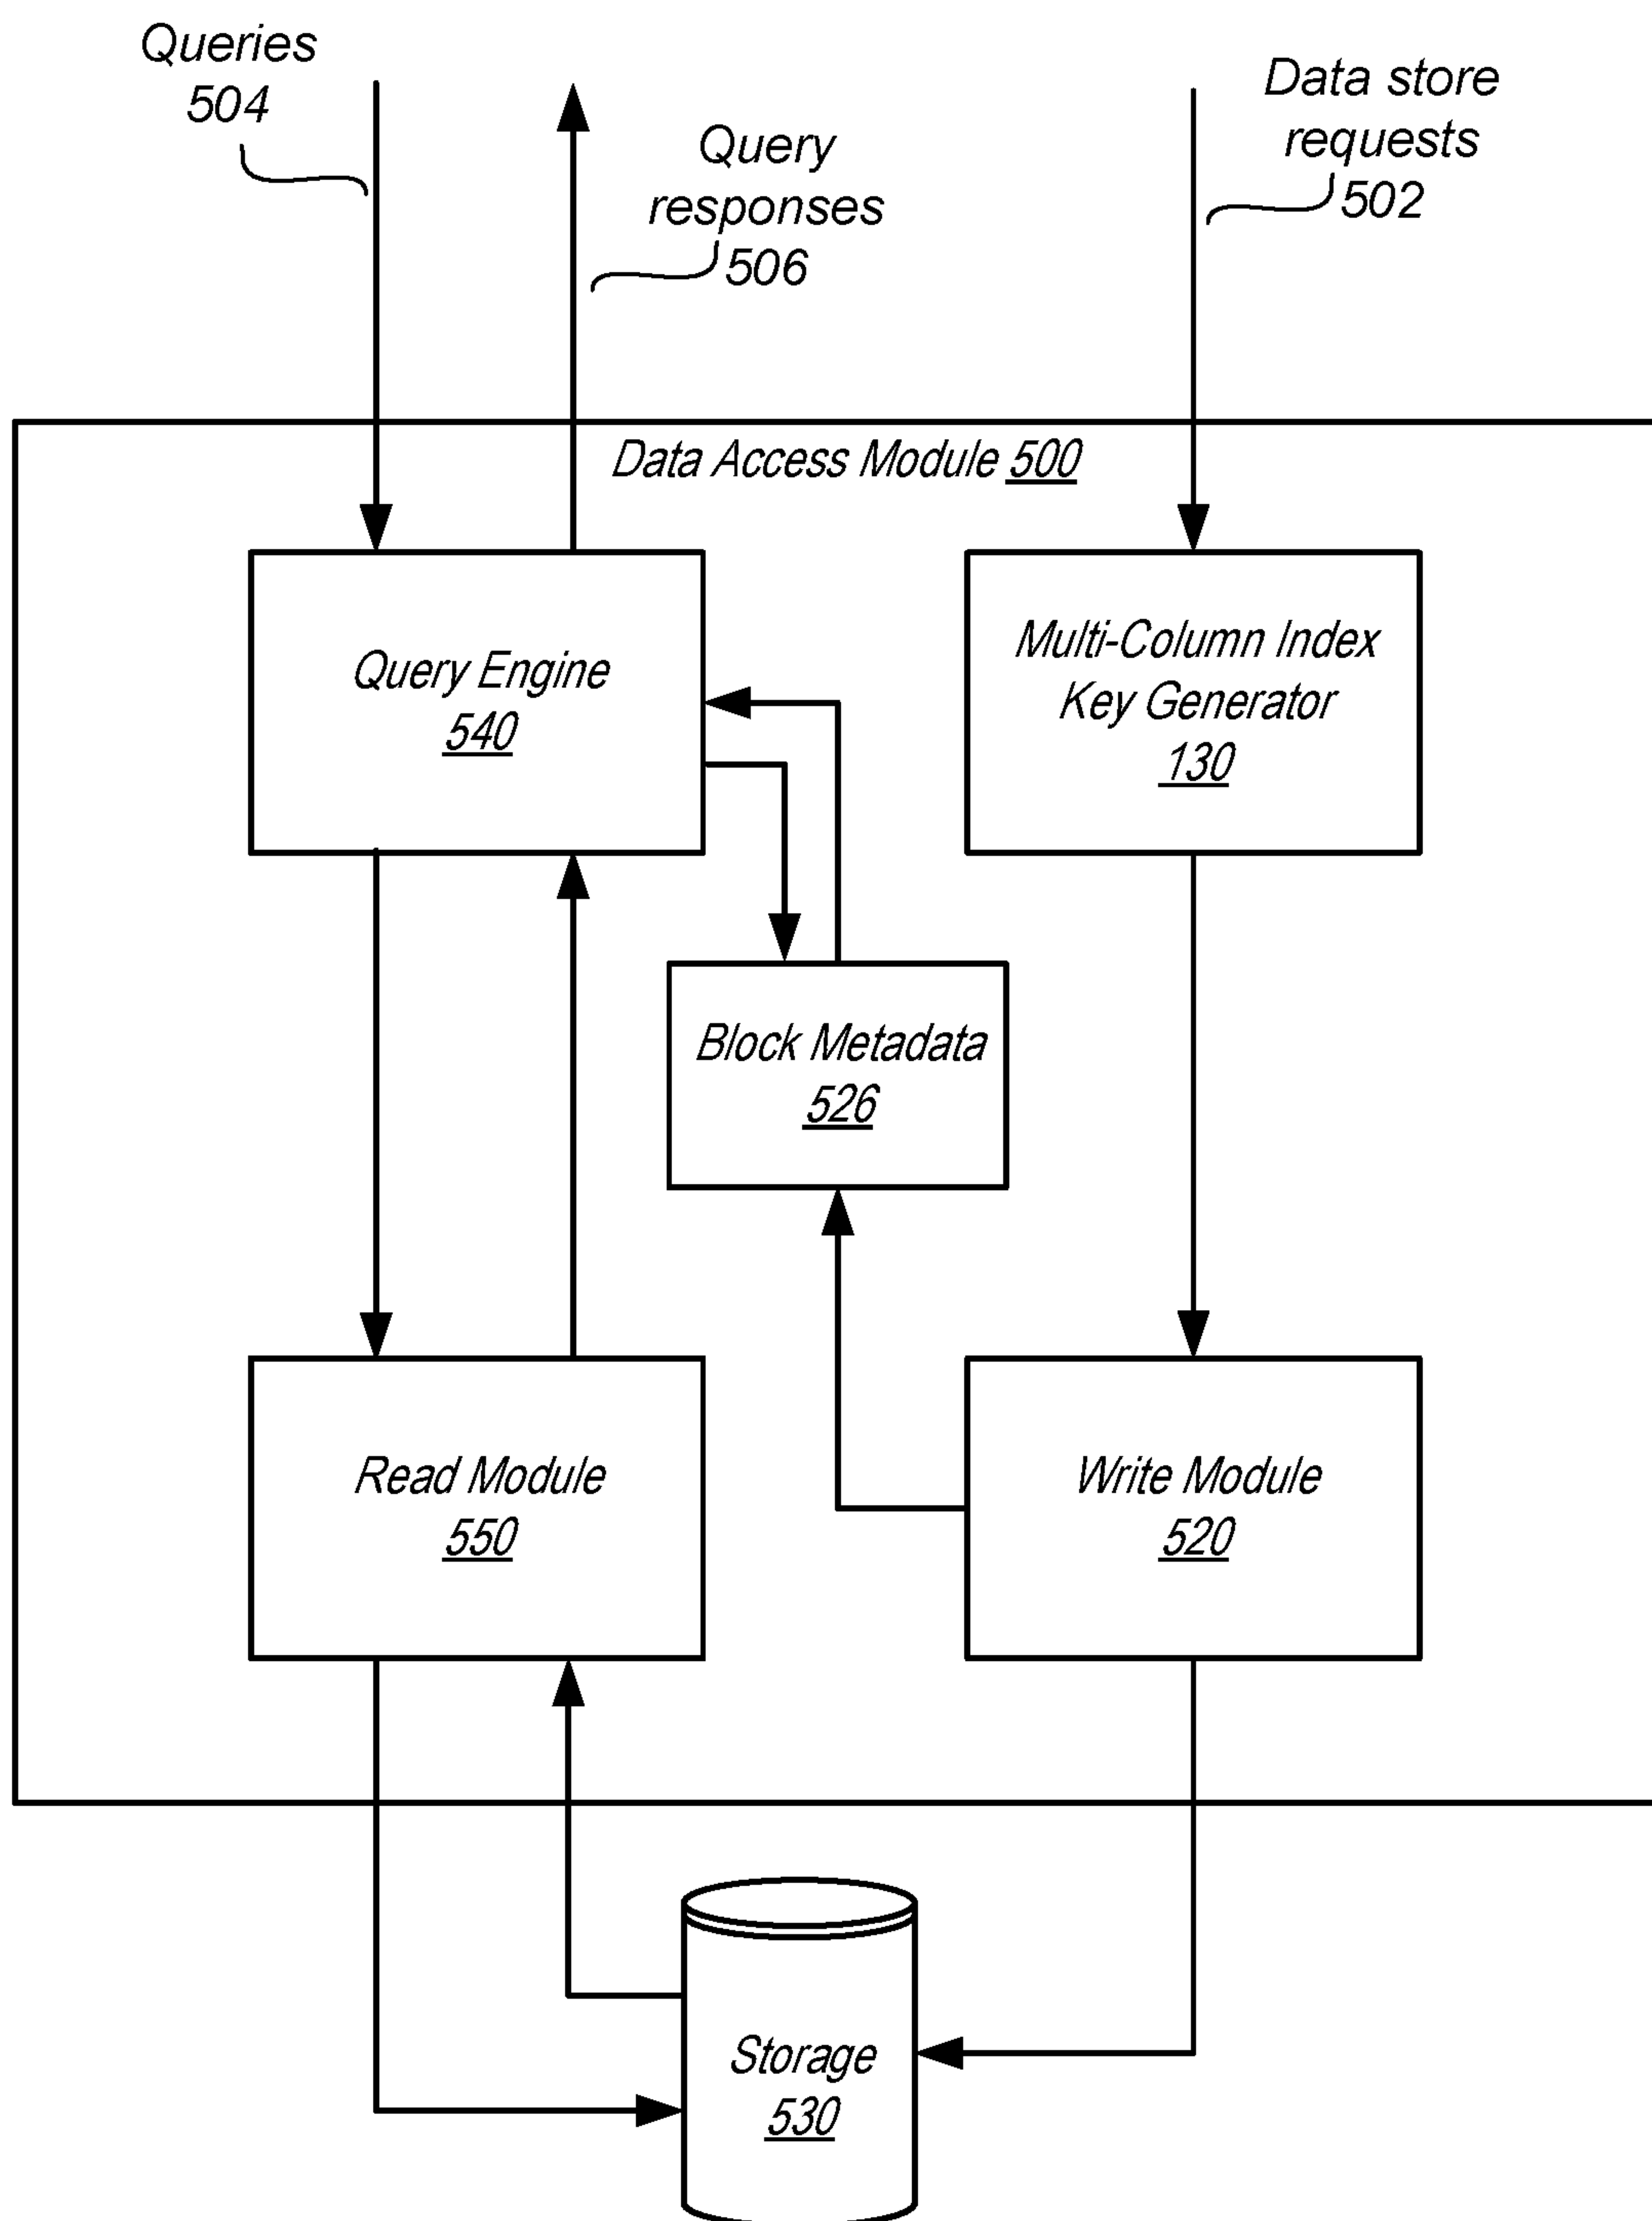 Queries
504
Query
responses
506
Data store
requests
502
Data Access Module 500
Query Engine
540
Multi-Column Index
Key Generator
130
Block Metadata
526
Read Module
550
Write Module
520
Storage
530